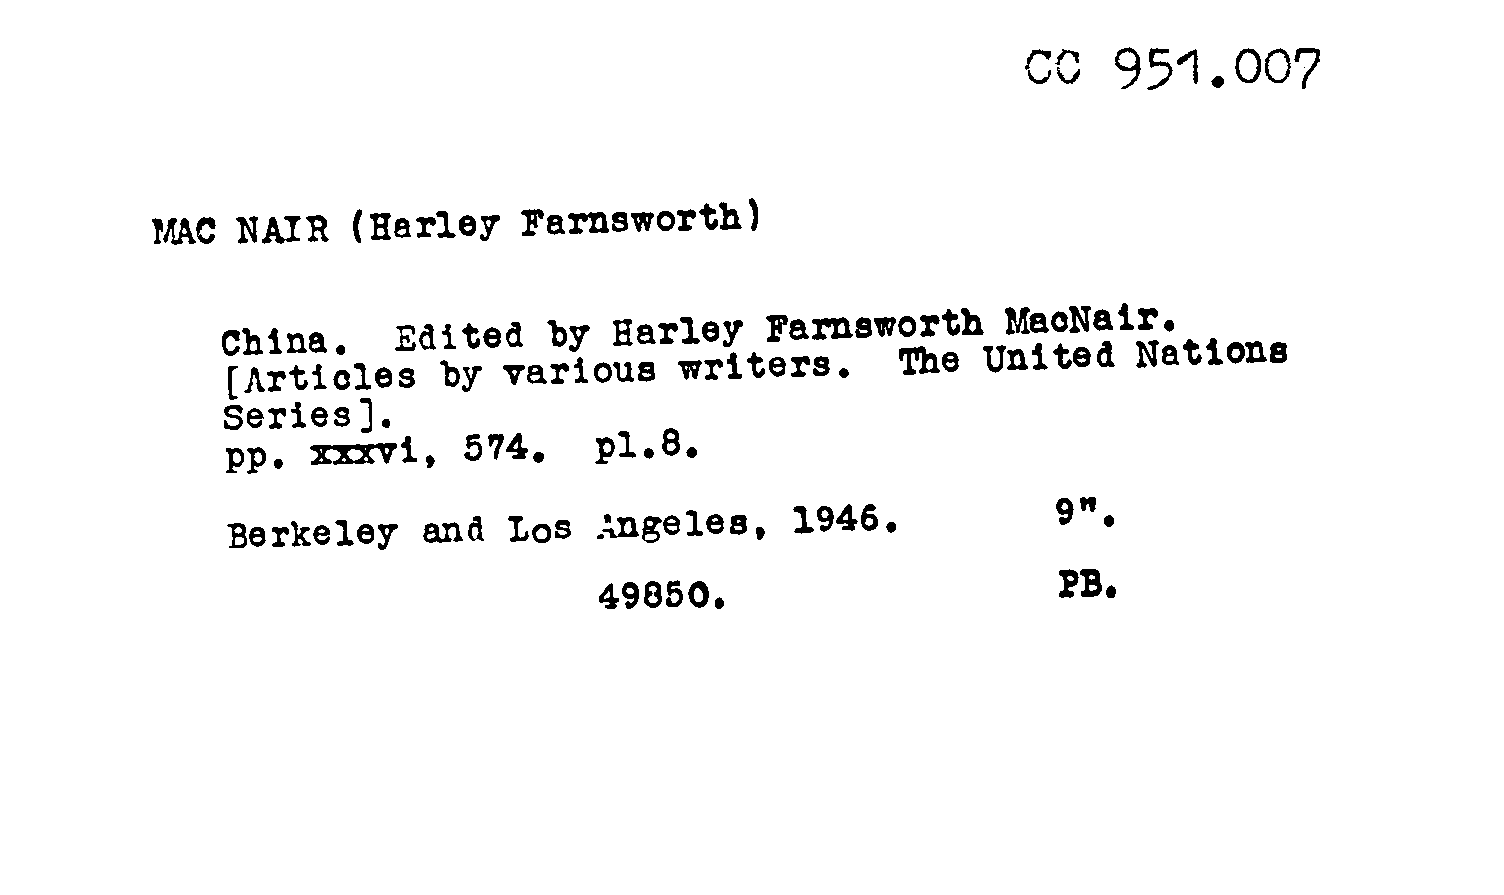 CC 951.007
MAC NAIR (Harley Farnsworth)
China. Edited by Harley Farnsworth MacNair.
[Articles by various writers. The United Nations
Series].
pp. xxxvi, 574. pl.8.
Berkeley and Los Angeles, 1946. 9".
49850. PB.